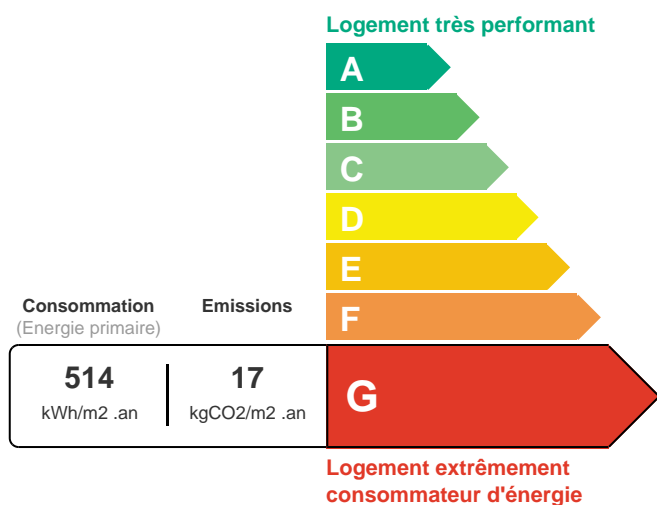 Logement très performant
A
B
C
D
E
F
Consommation
(Energie primaire)
Emissions
514
kWh/m2 .an
17
kgCO2/m2 .an
G
Logement extrêmement
consommateur d'énergie